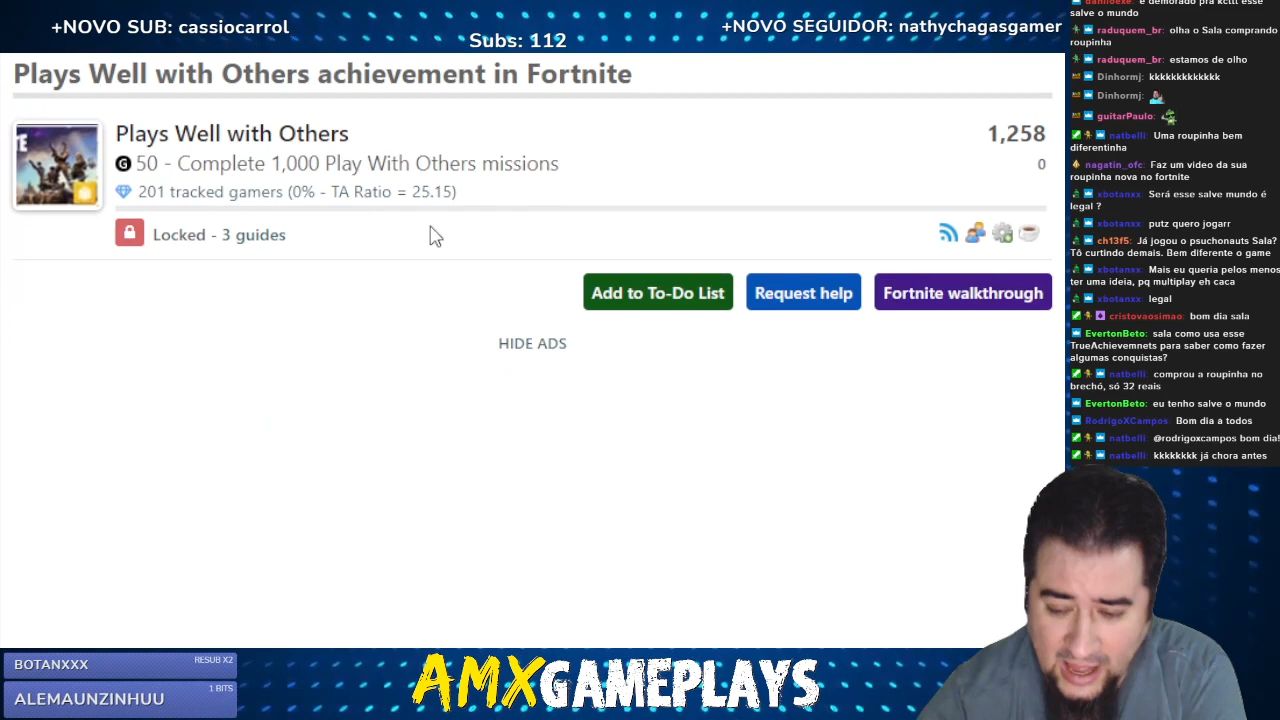 +NOVO SUB: cassiocarrol
Subs: 112
+NOVO SEGUIDOR: nathychagasgamer
Plays Well with Others achievement in Fortnite
Plays Well with Others
1,258
G 50 - Complete 1,000 Play With Others missions
0
201 tracked gamers (0% - TA Ratio = 25.15)
Locked - 3 guides
Add to To-Do List
Request help
Fortnite walkthrough
HIDE ADS
daniloexe: é demorado pra kcttt esse
salve o mundo
raduquem_br: olha o Sala comprando
roupinha
raduquem_br: estamos de olho
Dinhormj: kkkkkkkkkkkk
Dinhormj:
guitarPaulo:
natbelli: Uma roupinha bem
diferentinha
nagatin_ofc: Faz um video da sua
roupinha nova no fortnite
xbotanxx: Será esse salve mundo é
legal ?
xbotanxx: putz quero jogarr
ch13f5: Já jogou o psuchonauts Sala?
Tô curtindo demais. Bem diferente o game
xbotanxx: Mais eu queria pelo menos
ter uma ideia, pq multiplay eh caca
xbotanxx: legal
cristovaosimao: bom dia sala
EvertonBeto: sala como usa esse
TrueAchievemnets para saber como fazer
algumas conquistas?
natbelli: comprou a roupinha no
brechó, só 32 reais
EvertonBeto: eu tenho salve o mundo
RodrigoXCampos: Bom dia a todos
natbelli: @rodrigoxcampos bom dia!
natbelli: kkkkkkkk já chora antes
BOTANXXX
RESUB X2
ALEMAUNZINHUU
1 BITS
AMXGAMEPLAYS